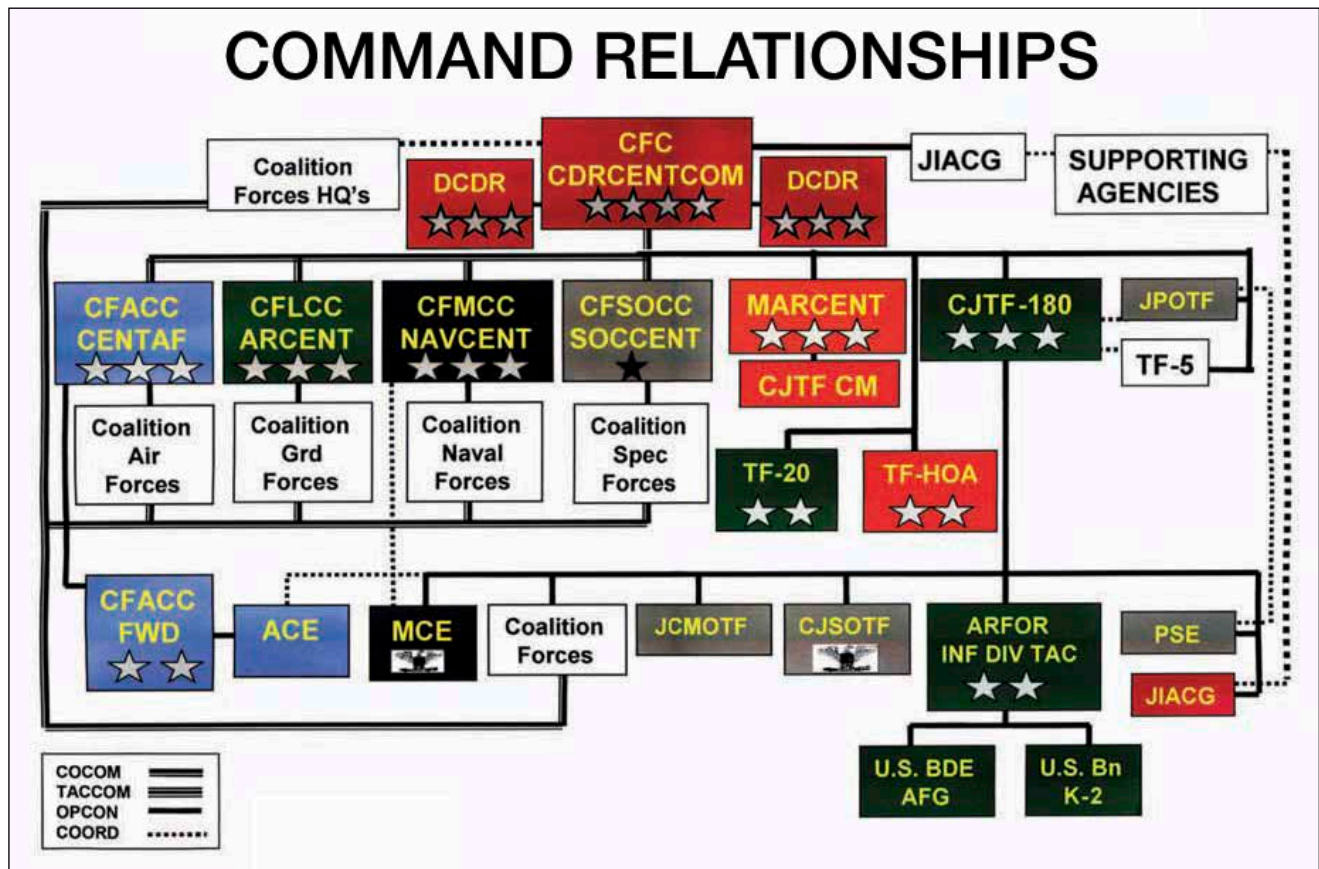 COMMAND RELATIONSHIPS
Coalition
Forces HQ's
DCDR
CFC
CDRCENTCOM
DCDR
JIACG
SUPPORTING
AGENCIES
CFACC
CENTAF
CFLCC
ARCENT
CFMCC
NAVCENT
CFSOCC
SOCCENT
MARCENT
CJTF CM
CJTF-180
JPOTF
TF-5
Coalition
Air
Forces
Coalition
Grd
Forces
Coalition
Naval
Forces
Coalition
Spec
Forces
TF-20
TF-HOA
CFACC
FWD
ACE
MCE
Coalition
Forces
JCMOTF
CJSOTF
ARFOR
INF DIV TAC
PSE
JIACG
U.S. BDE
AFG
U.S. Bn
K-2
COCOM
TACCOM
OPCON
COORD